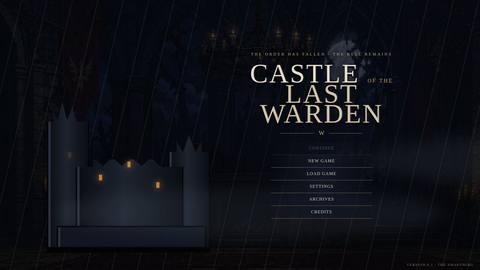 THE ORDER HAS FALLEN · THE KEEP REMAINS
CASTLE OF THE
LAST
WARDEN
W
CONTINUE
NEW GAME
LOAD GAME
SETTINGS
ARCHIVES
CREDITS